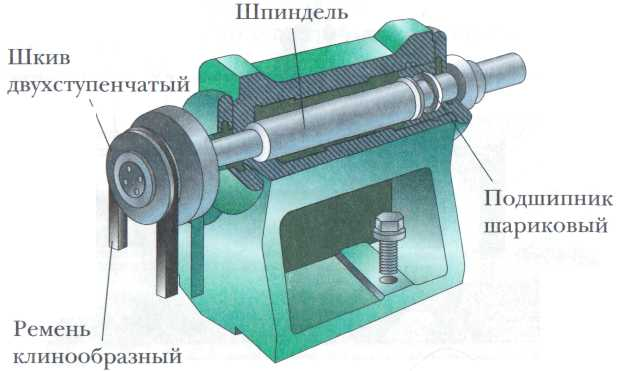 Шпиндель
Шкив
двухступенчатый
Подшипник
шариковый
Ремень
клинообразный